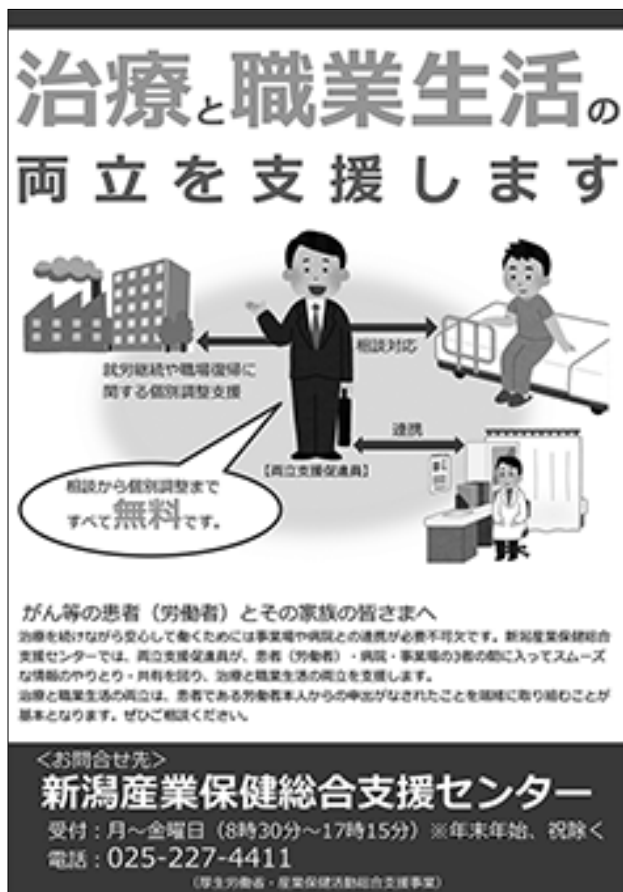 治療と職業生活の
両立を支援します
相談対応
就労継続や職場復帰に
関する個別調整支援
連携
【両立支援促進員】
相談から個別調整まで
すべて無料です。
がん等の患者（労働者）とその家族の皆さまへ
治療を続けながら安心して働くためには事業場や病院との連携が必要不可欠です。新潟産業保健総合
支援センターでは、両立支援促進員が、患者（労働者）・病院・事業場の3者の間に入ってスムーズ
な情報のやりとり・共有を図り、治療と職業生活の両立を支援します。
治療と職業生活の両立は、患者である労働者本人からの申出がなされたことを端緒に取り組むことが
基本となります。ぜひご相談ください。
＜お問合せ先＞
新潟産業保健総合支援センター
受付：月～金曜日（8時30分～17時15分）※年末年始、祝除く
電話：025-227-4411
（厚生労働省・産業保健活動総合支援事業）